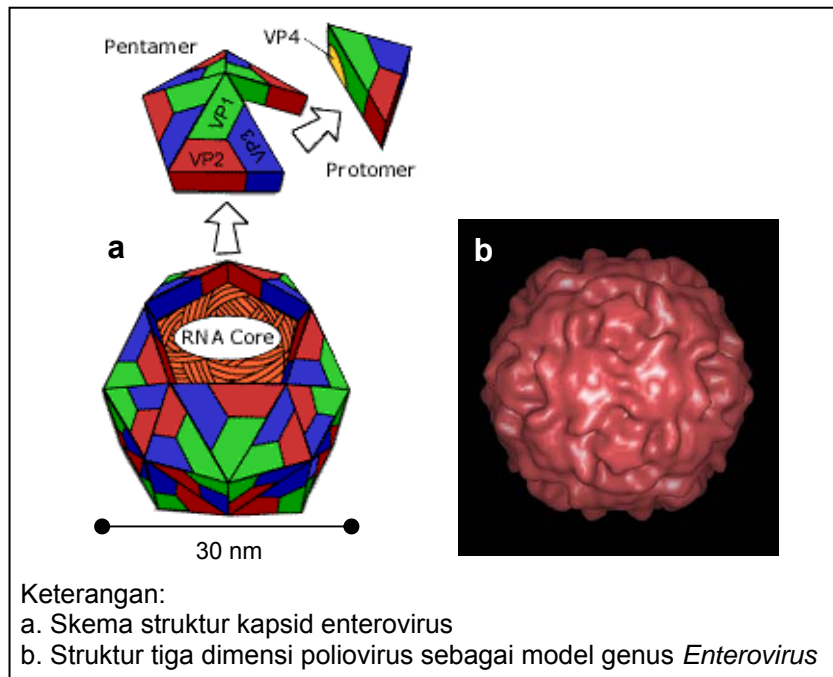 Pentamer
VP4
VP1
VP3
VP2
Protomer
a
b
RNA Core
30 nm
Keterangan:
a. Skema struktur kapsid enterovirus
b. Struktur tiga dimensi poliovirus sebagai model genus Enterovirus